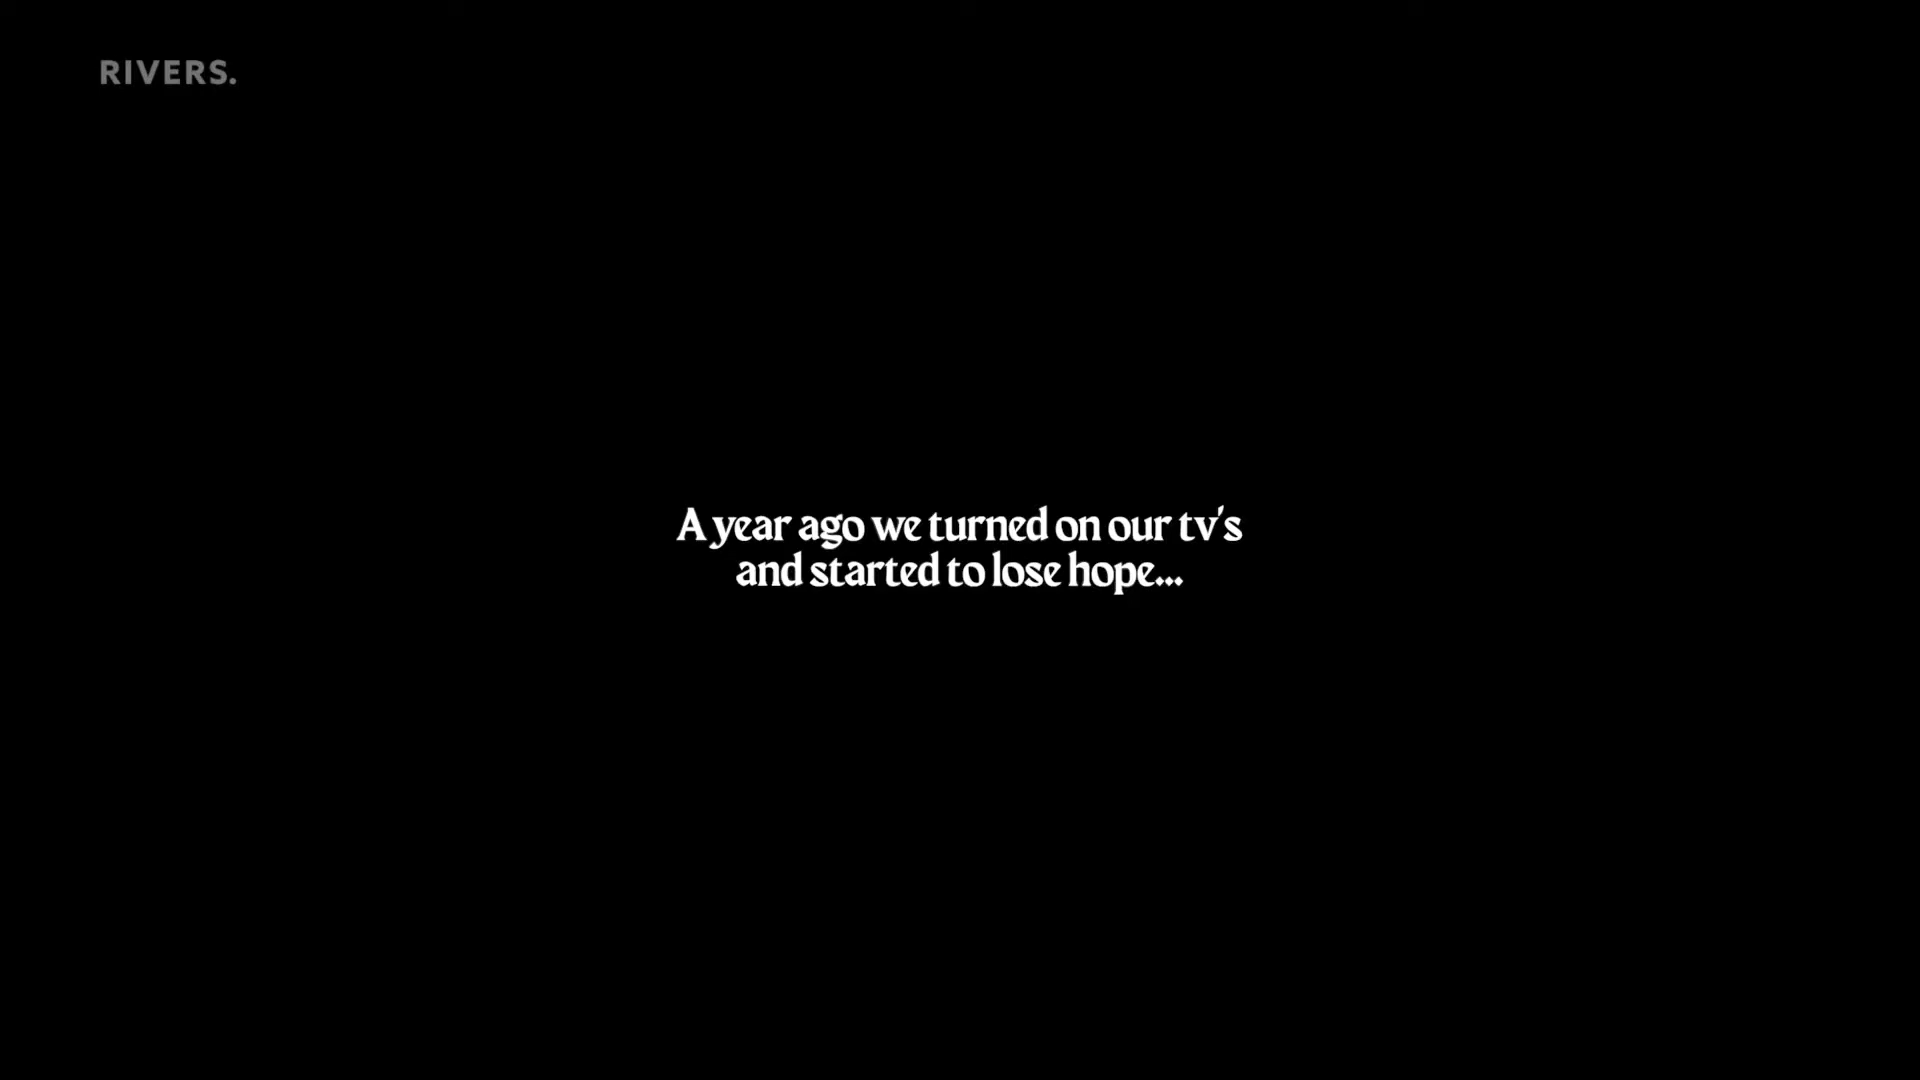 RIVERS.
A year ago we turned on our tv's
and started to lose hope...